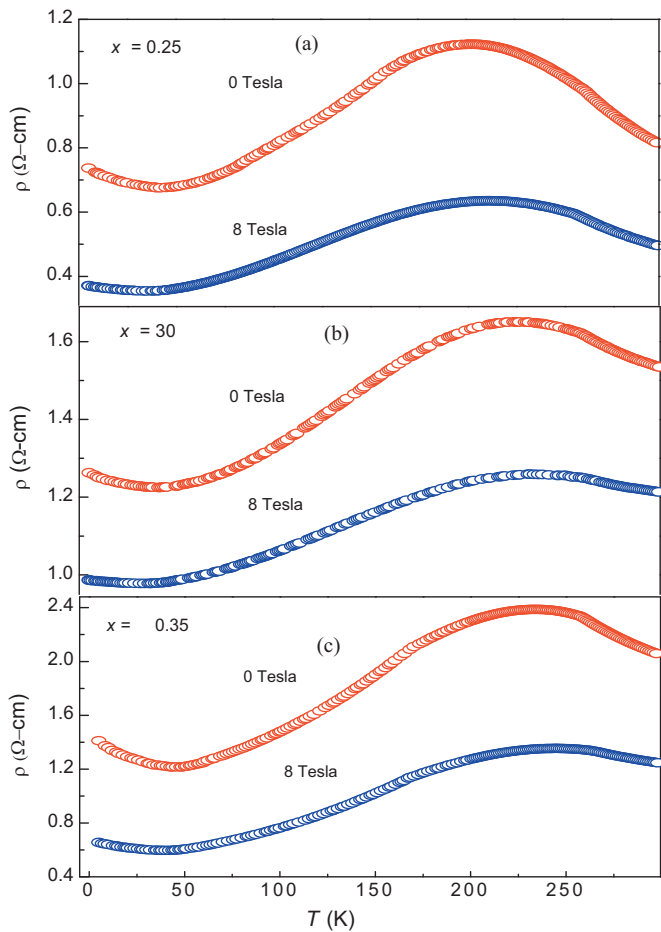 x = 0.25
(a)
0 Tesla
8 Tesla
ρ (Ω–cm)
1.2
1.0
0.8
0.6
0.4
x = 30
(b)
0 Tesla
8 Tesla
ρ (Ω-cm)
1.6
1.4
1.2
1.0
x = 0.35
(c)
0 Tesla
8 Tesla
ρ (Ω–cm)
2.4
2.0
1.6
1.2
0.8
0.4
0 50 100 150 200 250
T (K)